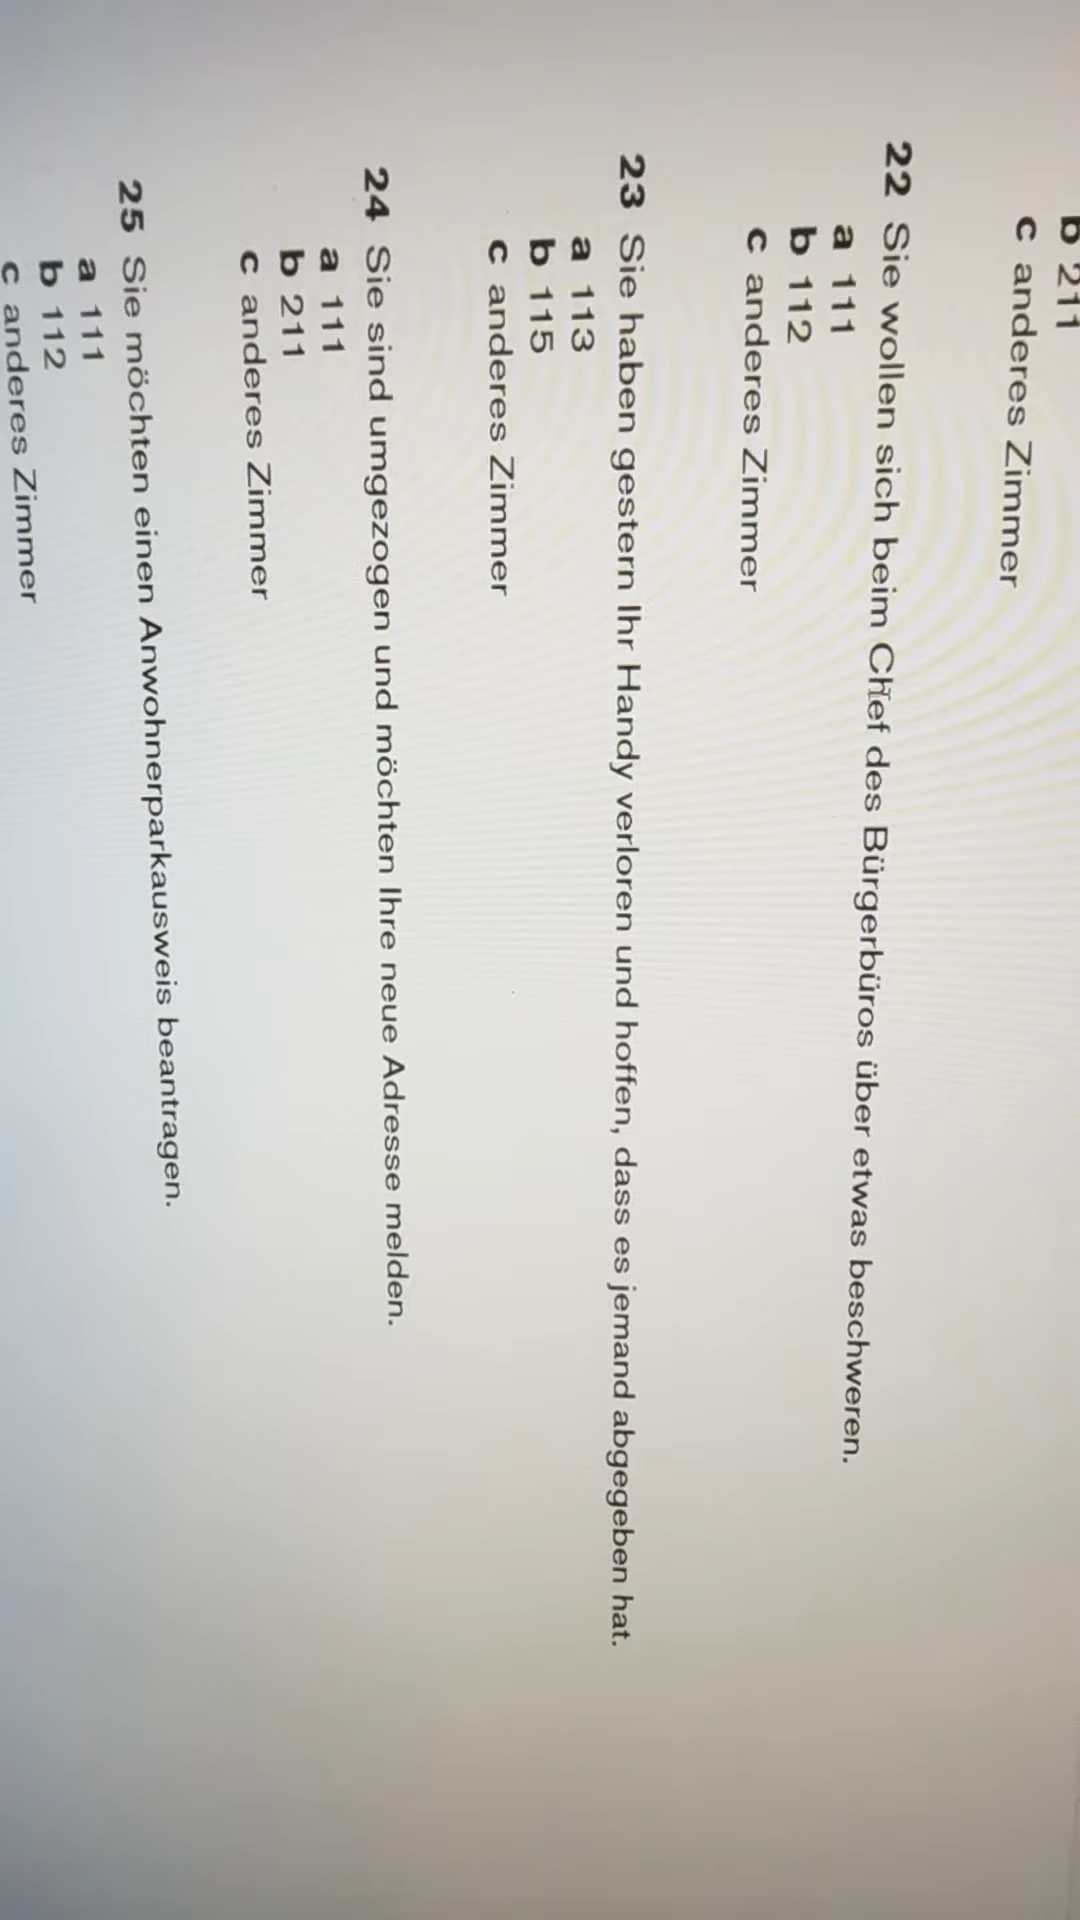 b 211
c anderes Zimmer
22 Sie wollen sich beim Chef des Bürgerbüros über etwas beschweren.
a 111
b 112
c anderes Zimmer
23 Sie haben gestern Ihr Handy verloren und hoffen, dass es jemand abgegeben hat.
a 113
b 115
c anderes Zimmer
24 Sie sind umgezogen und möchten Ihre neue Adresse melden.
a 111
b 211
c anderes Zimmer
25 Sie möchten einen Anwohnerparkausweis beantragen.
a 111
b 112
c anderes Zimmer